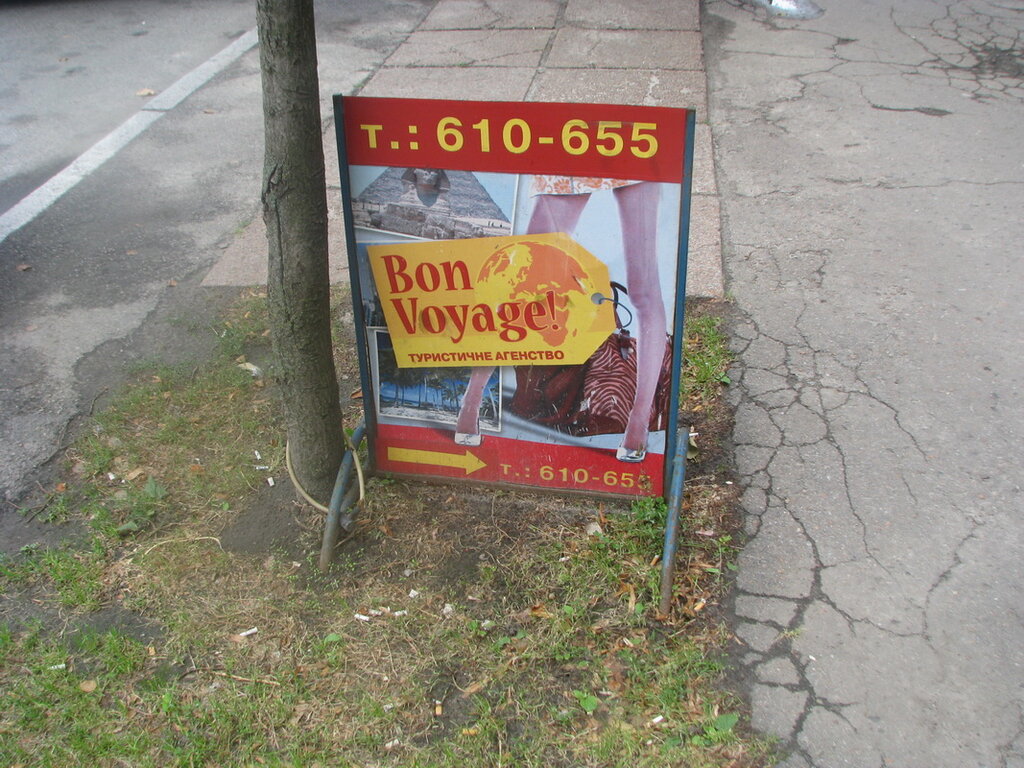 т.: 610-655
Bon
Voyage!
ТУРИСТИЧНЕ АГЕНСТВО
т.: 610-655